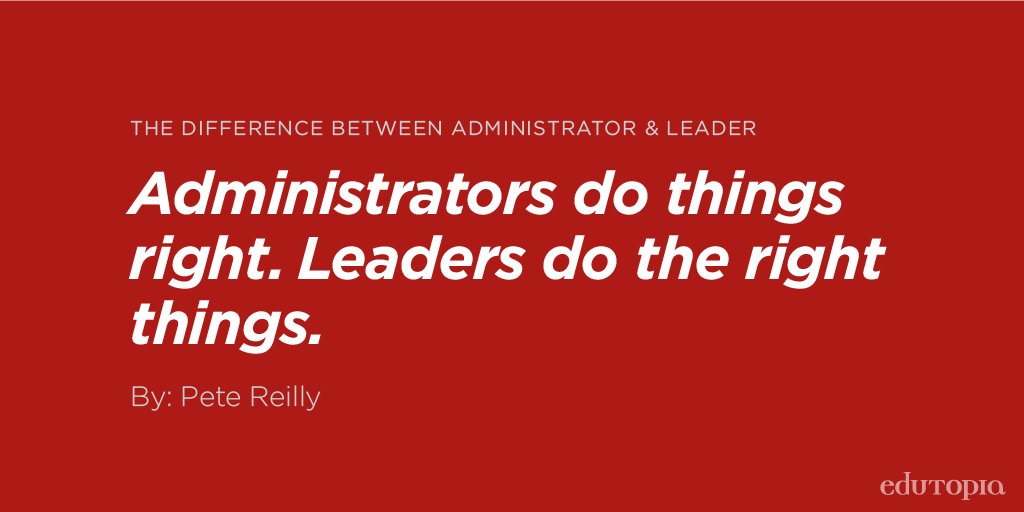 THE DIFFERENCE BETWEEN ADMINISTRATOR & LEADER
Administrators do things
right. Leaders do the right
things.
By: Pete Reilly
edutopia